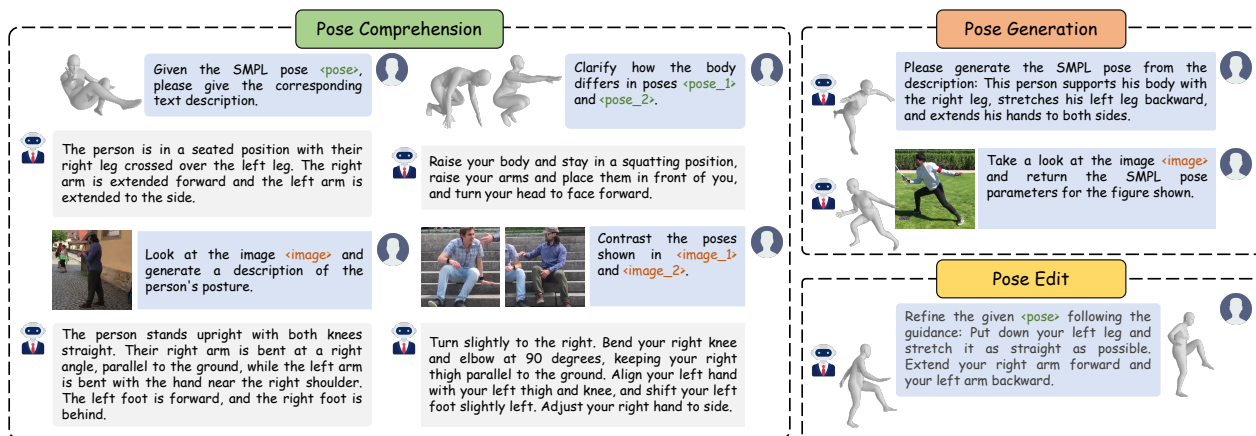 Pose Comprehension
Given the SMPL pose <pose>,
please give the corresponding
text description.
The person is in a seated position with their
right leg crossed over the left leg. The right
arm is extended forward and the left arm is
extended to the side.
Look at the image <image> and
generate a description of the
person's posture.
The person stands upright with both knees
straight. Their right arm is bent at a right
angle, parallel to the ground, while the left arm
is bent with the hand near the right shoulder.
The left foot is forward, and the right foot is
behind.
Clarify how the body
differs in poses <pose_1>
and <pose_2>.
Raise your body and stay in a squatting position,
raise your arms and place them in front of you,
and turn your head to face forward.
Contrast the poses
shown in <image_1>
and <image_2>.
Turn slightly to the right. Bend your right knee
and elbow at 90 degrees, keeping your right
thigh parallel to the ground. Align your left hand
with your left thigh and knee, and shift your left
foot slightly left. Adjust your right hand to side.
Pose Generation
Please generate the SMPL pose from the
description: This person supports his body with
the right leg, stretches his left leg backward,
and extends his hands to both sides.
Take a look at the image <image>
and return the SMPL pose
parameters for the figure shown.
Pose Edit
Refine the given <pose> following the
guidance: Put down your left leg and
stretch it as straight as possible.
Extend your right arm forward and
your left arm backward.